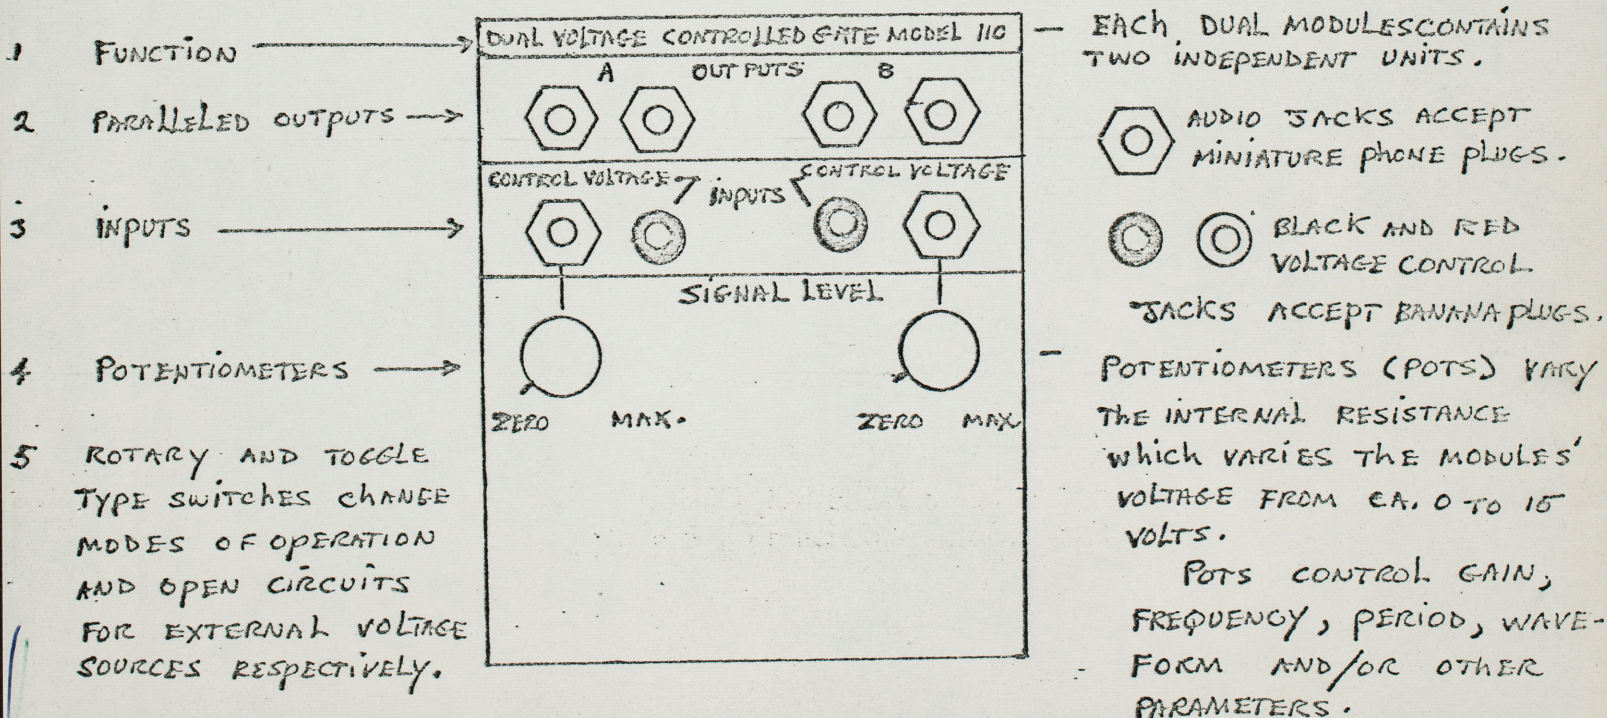 1 FUNCTION
2 PARALLELED OUTPUTS
3 INPUTS
4 POTENTIOMETERS
5 ROTARY AND TOGGLE
TYPE SWITCHES CHANGE
MODES OF OPERATION
AND OPEN CIRCUITS
FOR EXTERNAL VOLTAGE
SOURCES RESPECTIVELY.
DUAL VOLTAGE CONTROLLED GATE MODEL 110
A OUTPUTS B
CONTROL VOLTAGE INPUTS CONTROL VOLTAGE
SIGNAL LEVEL
ZERO MAX. ZERO MAX
— EACH DUAL MODULESCONTAINS
TWO INDEPENDENT UNITS.
AUDIO JACKS ACCEPT
MINIATURE PHONE PLUGS.
BLACK AND RED
VOLTAGE CONTROL
JACKS ACCEPT BANANA PLUGS.
— POTENTIOMETERS (POTS) VARY
THE INTERNAL RESISTANCE
which VARIES THE MODULES'
VOLTAGE FROM CA. 0 TO 15
VOLTS.
POTS CONTROL GAIN,
FREQUENCY, PERIOD, WAVE-
FORM AND/OR OTHER
PARAMETERS.